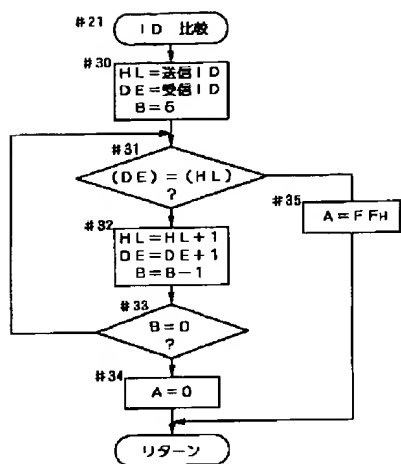 #21
ID 比較
#30
HL=送信ID
DE=受信ID
B=6
#31
(DE)=(HL)
?
#35
A=FFH
#32
HL=HL+1
DE=DE+1
B=B-1
#33
B=0
?
#34
A=0
リターン